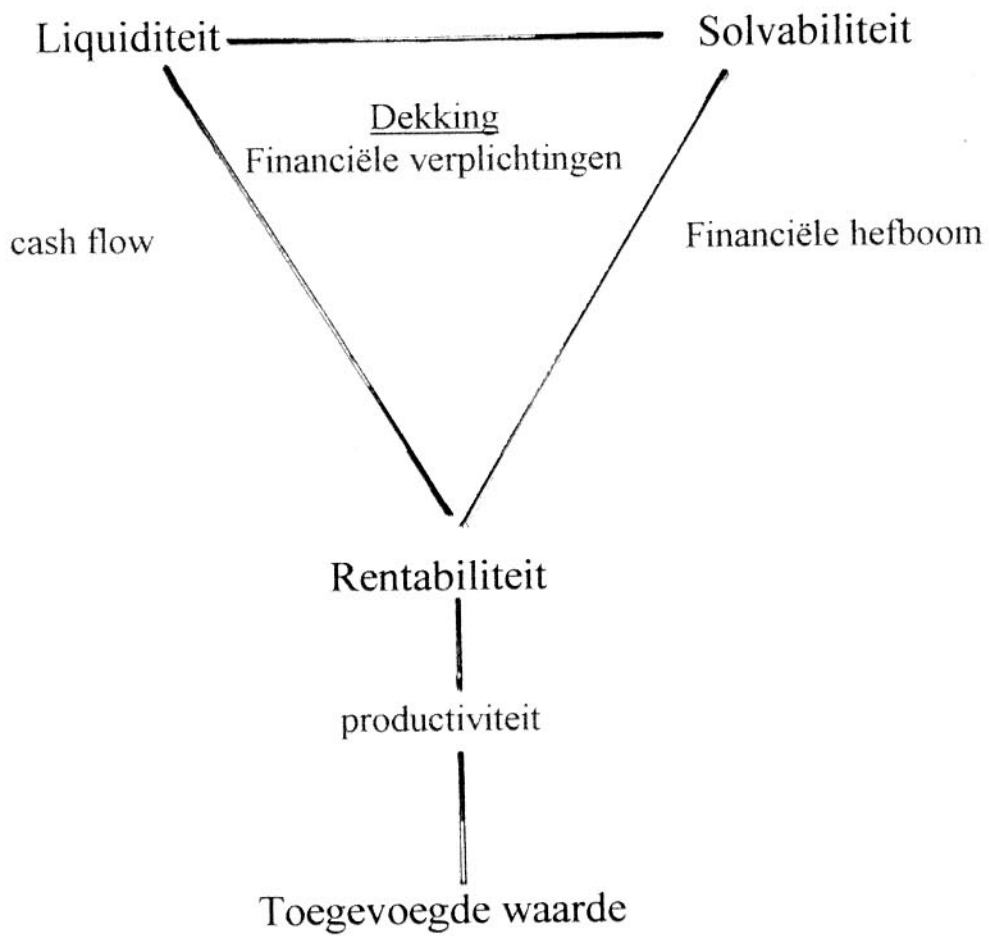 Liquiditeit
Solvabiliteit
Dekking
Financiële verplichtingen
cash flow
Financiële hefboom
Rentabiliteit
productiviteit
Toegevoegde waarde